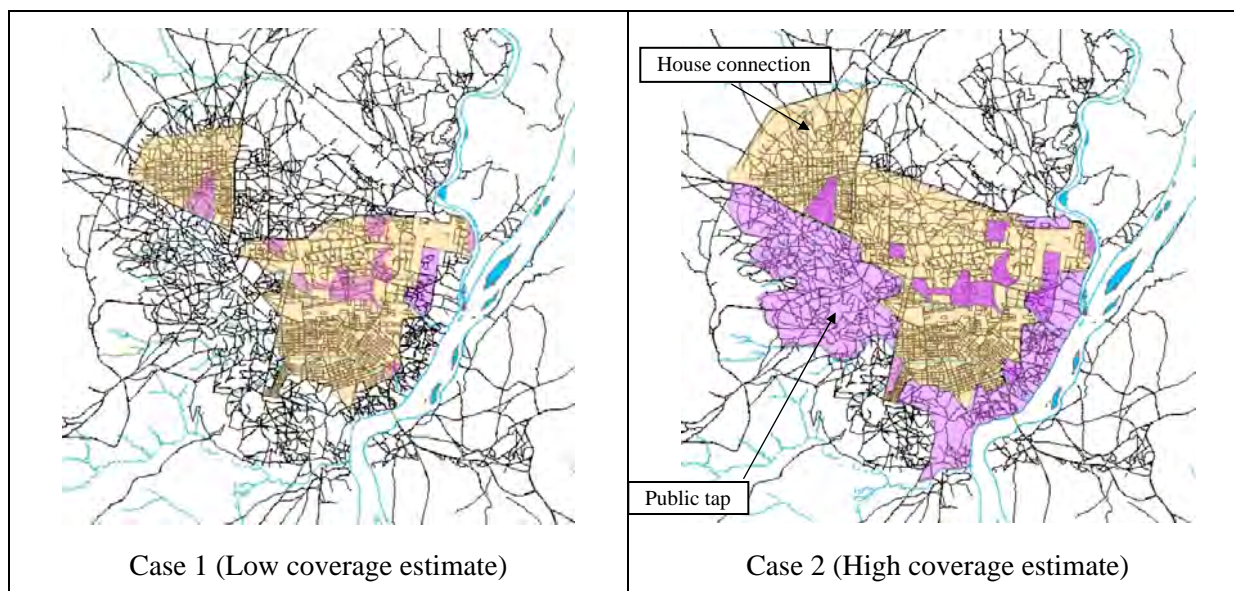 House connection
Public tap
Case 1 (Low coverage estimate)
Case 2 (High coverage estimate)